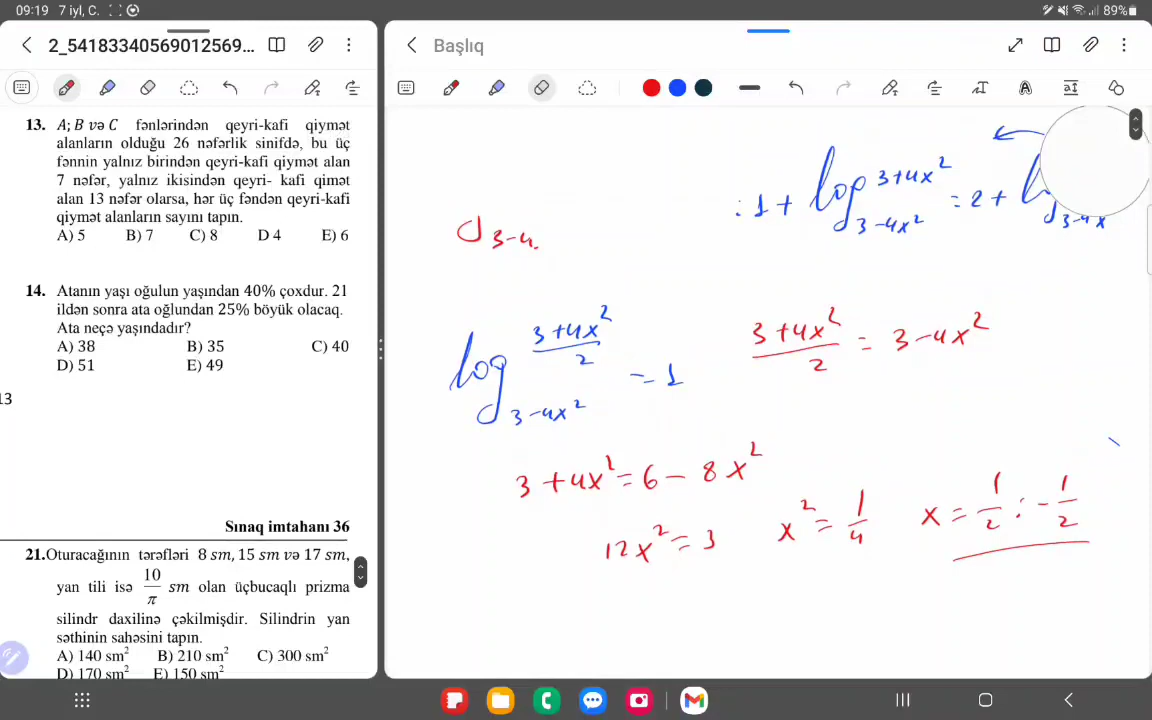 09:19 7 iyl, C. 89%
2_54183340569012569...
Başlıq
13. A; B və C fənlərindən qeyri-kafi qiymət
alanların olduğu 26 nəfərlik sinifdə, bu üç
fənnin yalnız birindən qeyri-kafi qiymət alan
7 nəfər, yalnız ikisindən qeyri- kafi qimət
alan 13 nəfər olarsa, hər üç fəndən qeyri-kafi
qiymət alanların sayını tapın.
A) 5 B) 7 C) 8 D 4 E) 6
14. Atanın yaşı oğulun yaşından 40% çoxdur. 21
ildən sonra ata oğlundan 25% böyük olacaq.
Ata neçə yaşındadır?
A) 38 B) 35 C) 40
D) 51 E) 49
13
Sınaq imtahanı 36
21.Oturacağının tərəfləri 8 sm, 15 sm və 17 sm,
yan tili isə 10/π sm olan üçbucaqlı prizma
silindr daxilinə çəkilmişdir. Silindrin yan
səthinin sahəsini tapın.
A) 140 sm² B) 210 sm² C) 300 sm²
D) 170 sm² E) 150 sm²
: 1 + log_{3-4x²} 3+4x² = 2 +
3-4x
3-4
log_{3-4x²} (3+4x²)/2 = 1
(3+4x²)/2 = 3-4x²
3+4x² = 6-8x²
12x² = 3
x² = 1/4
x = 1/2 ; -1/2